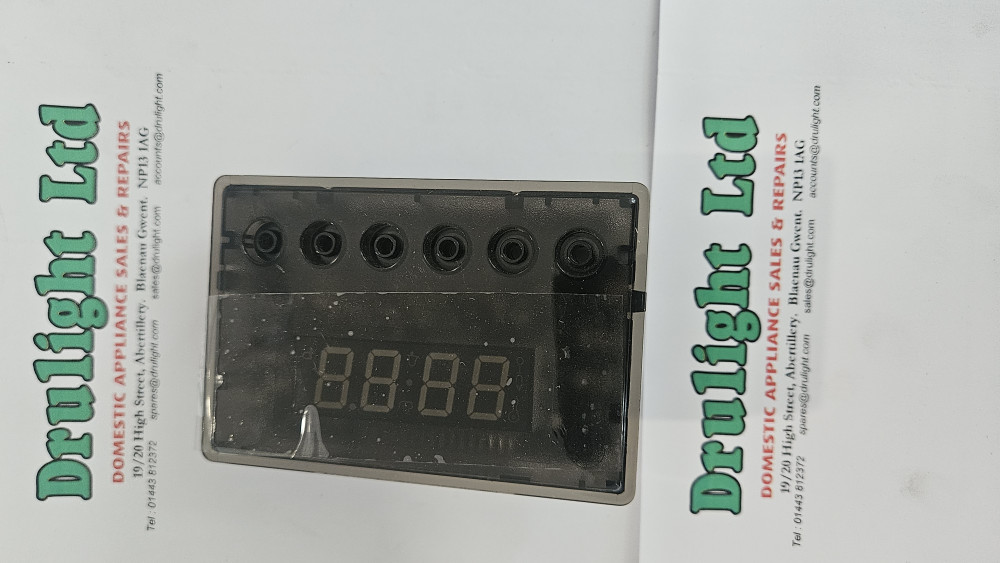 Drulight Ltd
DOMESTIC APPLIANCE SALES & REPAIRS
19/20 High Street, Abertillery. Blaenau Gwent. NP13 1AG
Tel : 01443 812372 spares@drulight.com sales@drulight.com accounts@drulight.com
88:88
Drulight Ltd
DOMESTIC APPLIANCE SALES & REPAIRS
19/20 High Street, Abertillery. Blaenau Gwent. NP13 1AG
Tel : 01443 812372 spares@drulight.com sales@drulight.com accounts@drulight.com